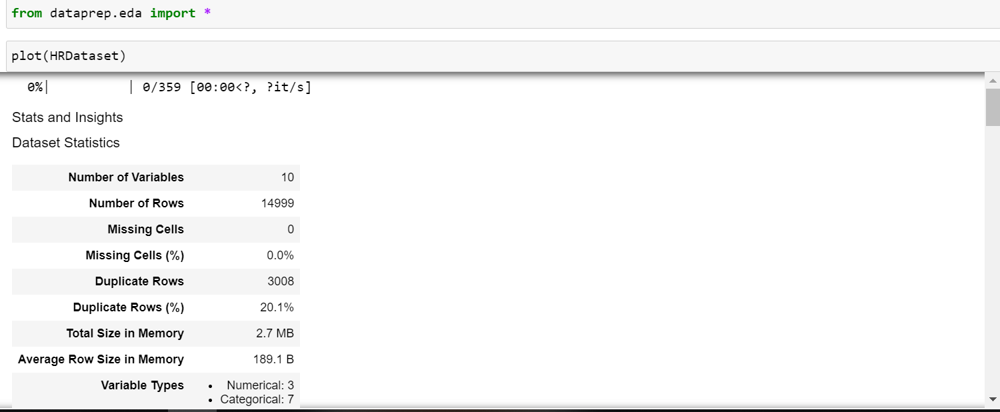 from dataprep.eda import *
plot(HRDataset)
0%| | 0/359 [00:00<?, ?it/s]
Stats and Insights
Dataset Statistics
Number of Variables 10
Number of Rows 14999
Missing Cells 0
Missing Cells (%) 0.0%
Duplicate Rows 3008
Duplicate Rows (%) 20.1%
Total Size in Memory 2.7 MB
Average Row Size in Memory 189.1 B
Variable Types • Numerical: 3
• Categorical: 7